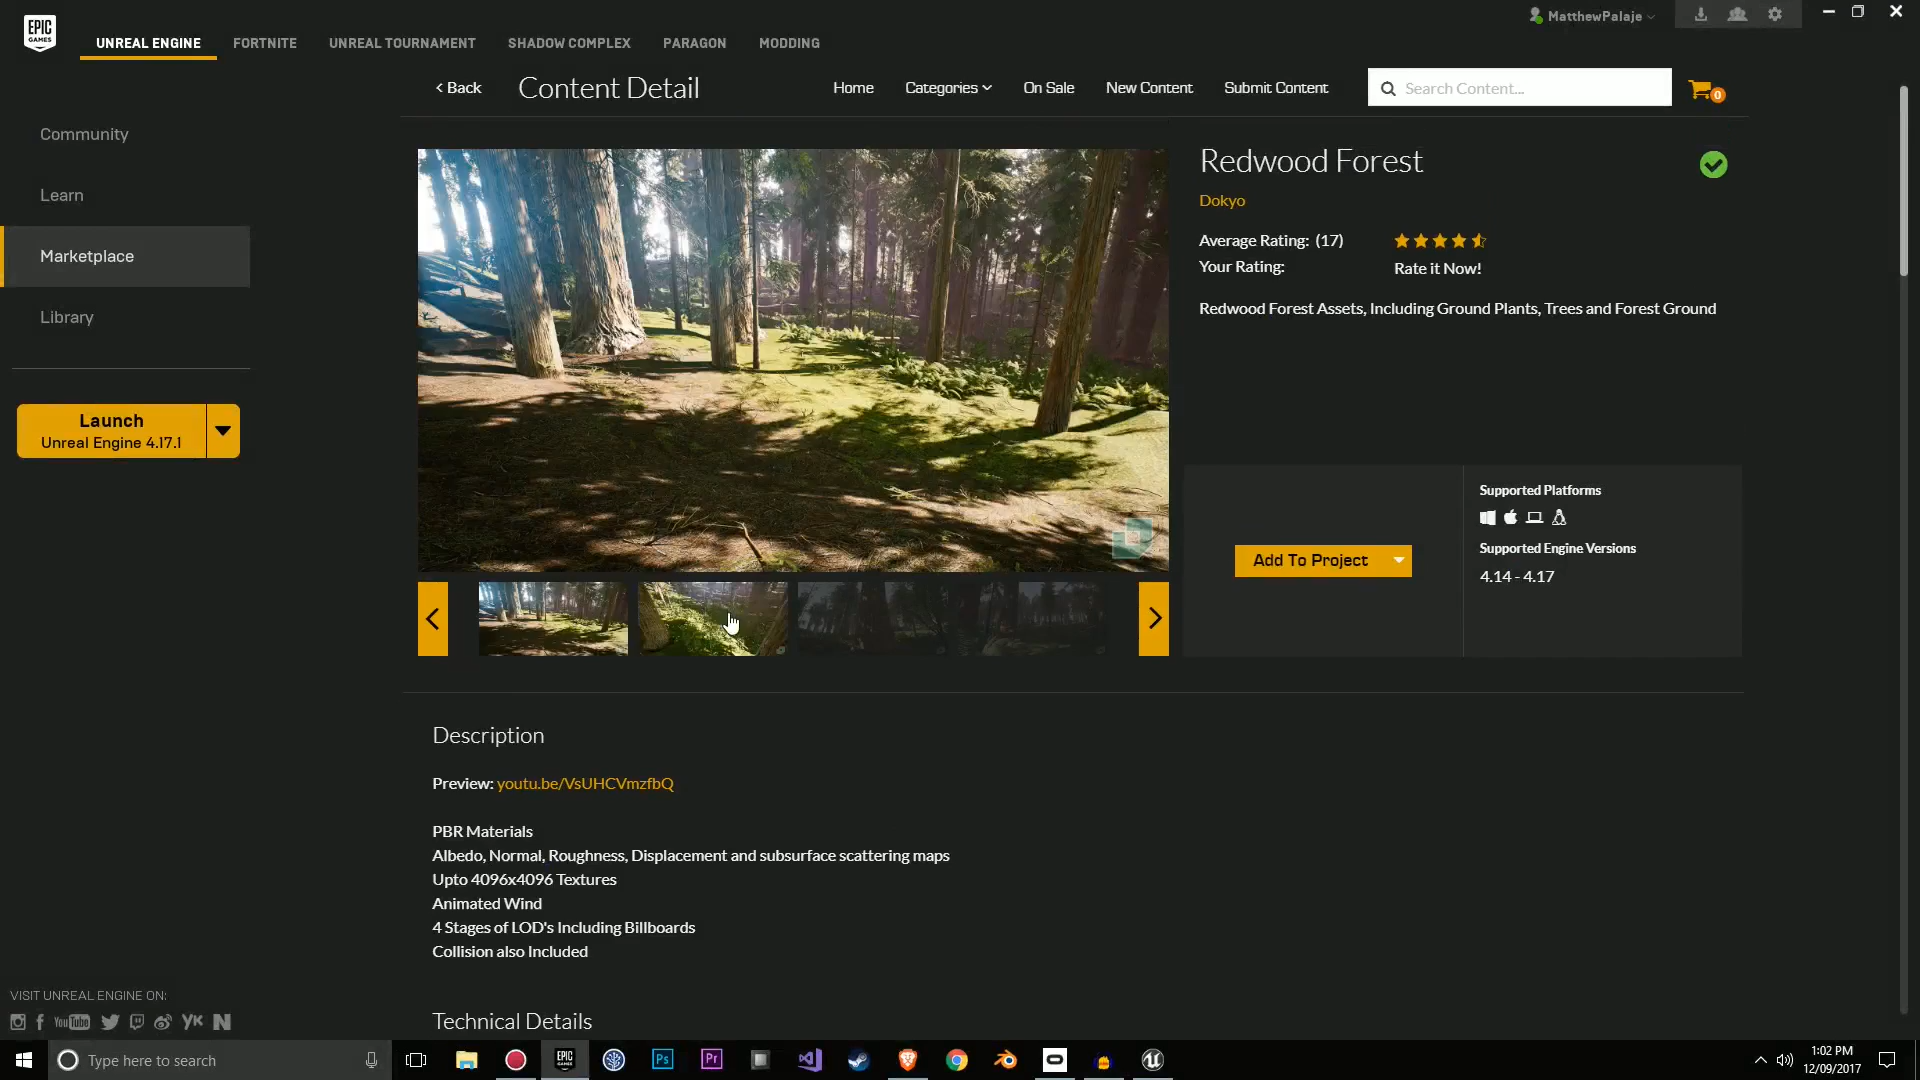 EPIC GAMES
UNREAL ENGINE
FORTNITE
UNREAL TOURNAMENT
SHADOW COMPLEX
PARAGON
MODDING
MatthewPalaje
< Back
Content Detail
Home
Categories
On Sale
New Content
Submit Content
Search Content...
0
Community
Learn
Marketplace
Library
Launch
Unreal Engine 4.17.1
Redwood Forest
Dokyo
Average Rating: (17)
Your Rating:
Rate it Now!
Redwood Forest Assets, Including Ground Plants, Trees and Forest Ground
Add To Project
Supported Platforms
Supported Engine Versions
4.14 - 4.17
Description
Preview: youtu.be/VsUHCVmzfbQ
PBR Materials
Albedo, Normal, Roughness, Displacement and subsurface scattering maps
Upto 4096x4096 Textures
Animated Wind
4 Stages of LOD's Including Billboards
Collision also Included
Technical Details
VISIT UNREAL ENGINE ON:
YouTube
Type here to search
EPIC GAMES
Ps
Pr
1:02 PM
12/09/2017